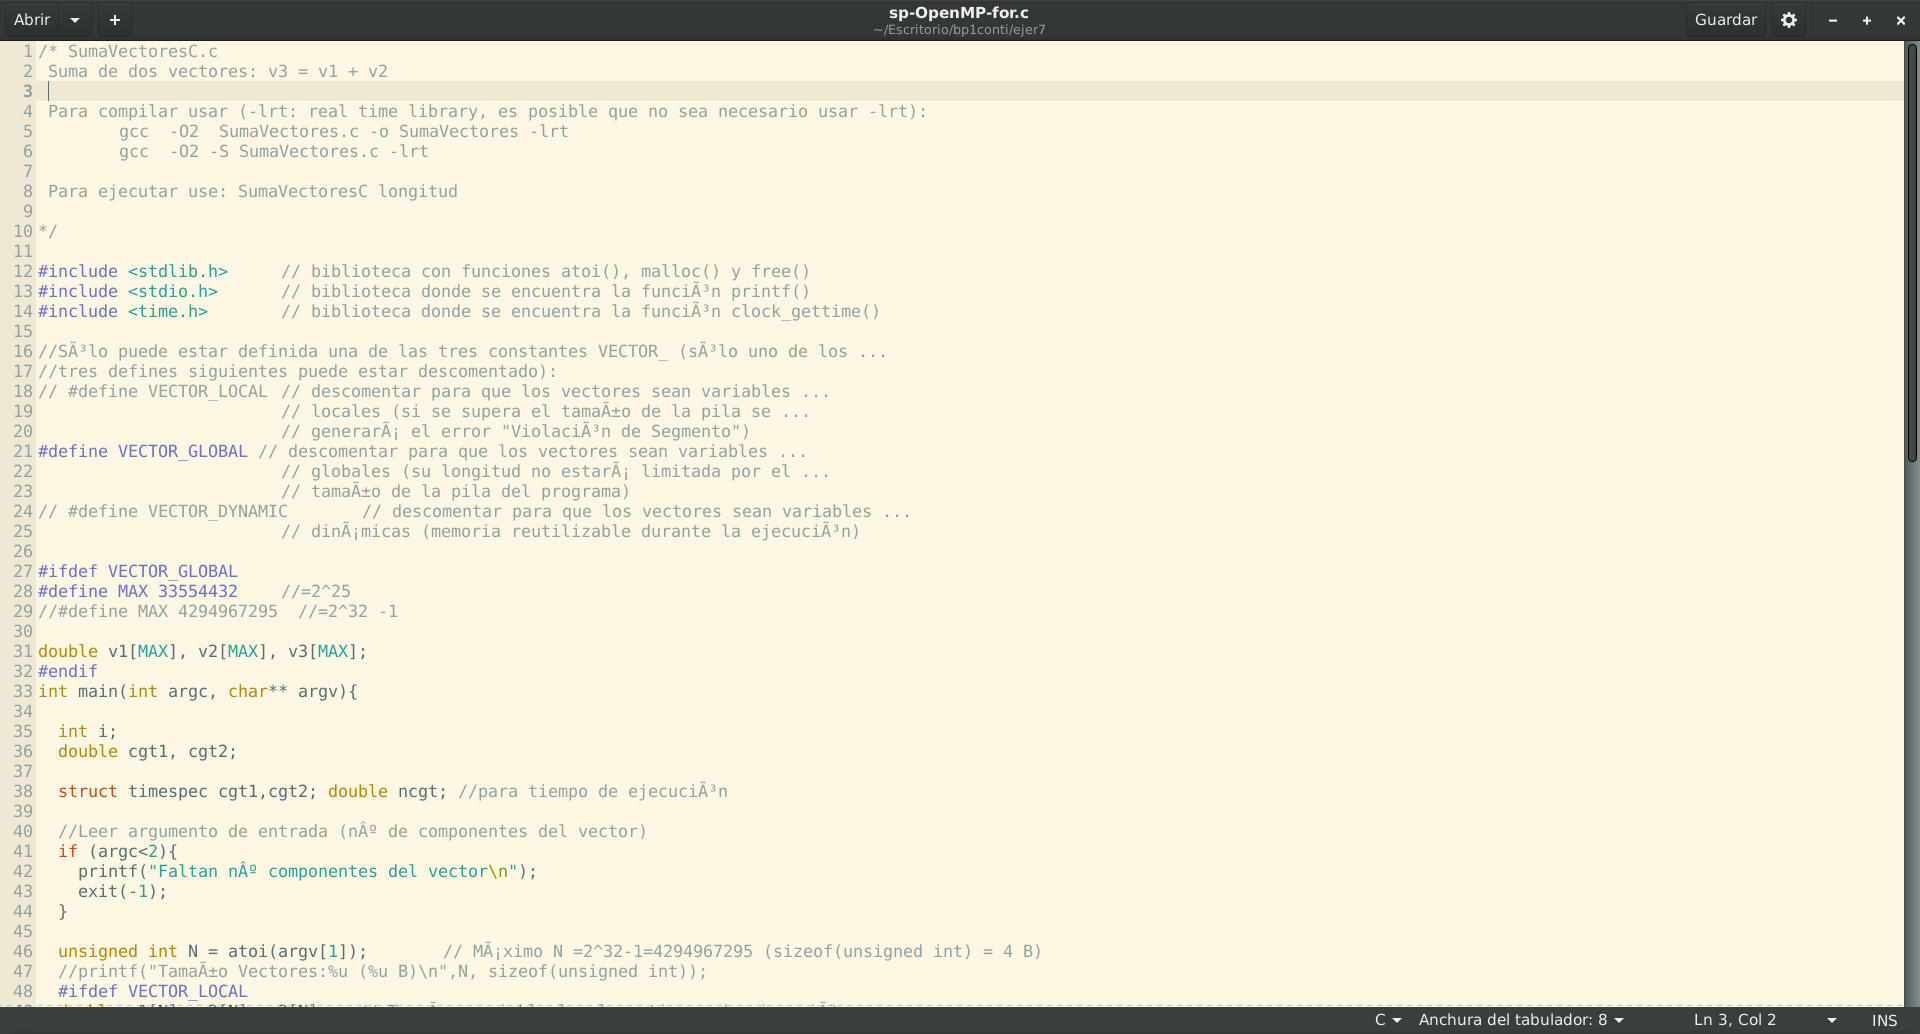 Abrir
+
sp-OpenMP-for.c
~/Escritorio/bp1conti/ejer7
Guardar
1 /* SumaVectoresC.c
2  Suma de dos vectores: v3 = v1 + v2
3
4  Para compilar usar (-lrt: real time library, es posible que no sea necesario usar -lrt):
5         gcc  -O2  SumaVectores.c -o SumaVectores -lrt
6         gcc  -O2 -S SumaVectores.c -lrt
7
8  Para ejecutar use: SumaVectoresC longitud
9
10 */
11
12 #include <stdlib.h>     // biblioteca con funciones atoi(), malloc() y free()
13 #include <stdio.h>      // biblioteca donde se encuentra la funciÃ³n printf()
14 #include <time.h>       // biblioteca donde se encuentra la funciÃ³n clock_gettime()
15
16 //SÃ³lo puede estar definida una de las tres constantes VECTOR_ (sÃ³lo uno de los ...
17 //tres defines siguientes puede estar descomentado):
18 // #define VECTOR_LOCAL // descomentar para que los vectores sean variables ...
19                         // locales (si se supera el tamaÃ±o de la pila se ...
20                         // generarÃ¡ el error "ViolaciÃ³n de Segmento")
21 #define VECTOR_GLOBAL // descomentar para que los vectores sean variables ...
22                         // globales (su longitud no estarÃ¡ limitada por el ...
23                         // tamaÃ±o de la pila del programa)
24 // #define VECTOR_DYNAMIC       // descomentar para que los vectores sean variables ...
25                         // dinÃ¡micas (memoria reutilizable durante la ejecuciÃ³n)
26
27 #ifdef VECTOR_GLOBAL
28 #define MAX 33554432    //=2^25
29 //#define MAX 4294967295  //=2^32 -1
30
31 double v1[MAX], v2[MAX], v3[MAX];
32 #endif
33 int main(int argc, char** argv){
34
35   int i;
36   double cgt1, cgt2;
37
38   struct timespec cgt1,cgt2; double ncgt; //para tiempo de ejecuciÃ³n
39
40   //Leer argumento de entrada (nÂº de componentes del vector)
41   if (argc<2){
42     printf("Faltan nÂº componentes del vector\n");
43     exit(-1);
44   }
45
46   unsigned int N = atoi(argv[1]);       // MÃ¡ximo N =2^32-1=4294967295 (sizeof(unsigned int) = 4 B)
47   //printf("TamaÃ±o Vectores:%u (%u B)\n",N, sizeof(unsigned int));
48   #ifdef VECTOR_LOCAL
C
Anchura del tabulador: 8
Ln 3, Col 2
INS